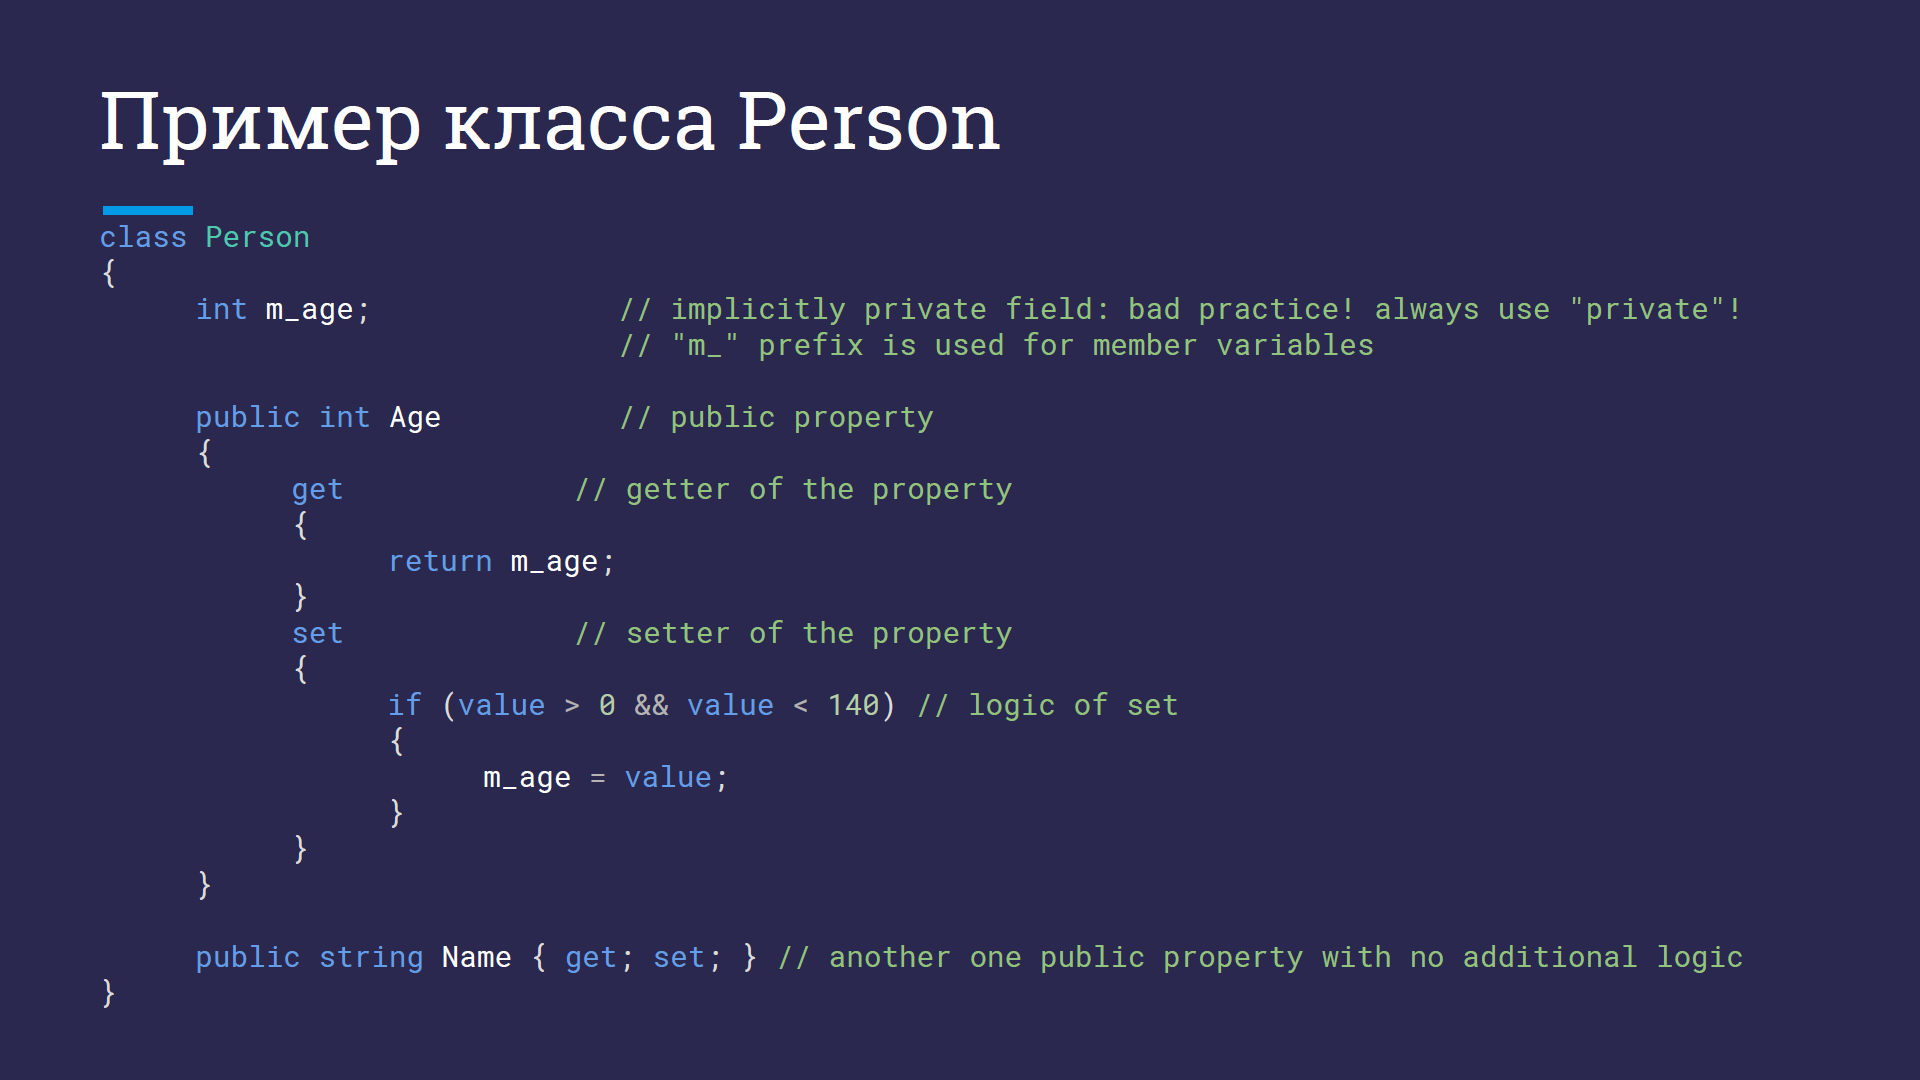 Пример класса Person
class Person
{
int m_age; // implicitly private field: bad practice! always use "private"!
// "m_" prefix is used for member variables
public int Age // public property
{
get // getter of the property
{
return m_age;
}
set // setter of the property
{
if (value > 0 && value < 140) // logic of set
{
m_age = value;
}
}
}
public string Name { get; set; } // another one public property with no additional logic
}